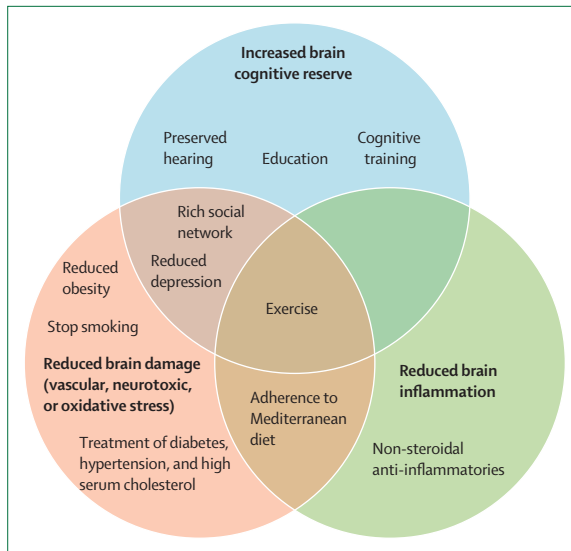 Increased brain
cognitive reserve
Preserved
hearing
Education
Cognitive
training
Rich social
network
Reduced
depression
Reduced
obesity
Stop smoking
Exercise
Reduced brain damage
(vascular, neurotoxic,
or oxidative stress)
Reduced brain
inflammation
Adherence to
Mediterranean
diet
Treatment of diabetes,
hypertension, and high
serum cholesterol
Non-steroidal
anti-inflammatories